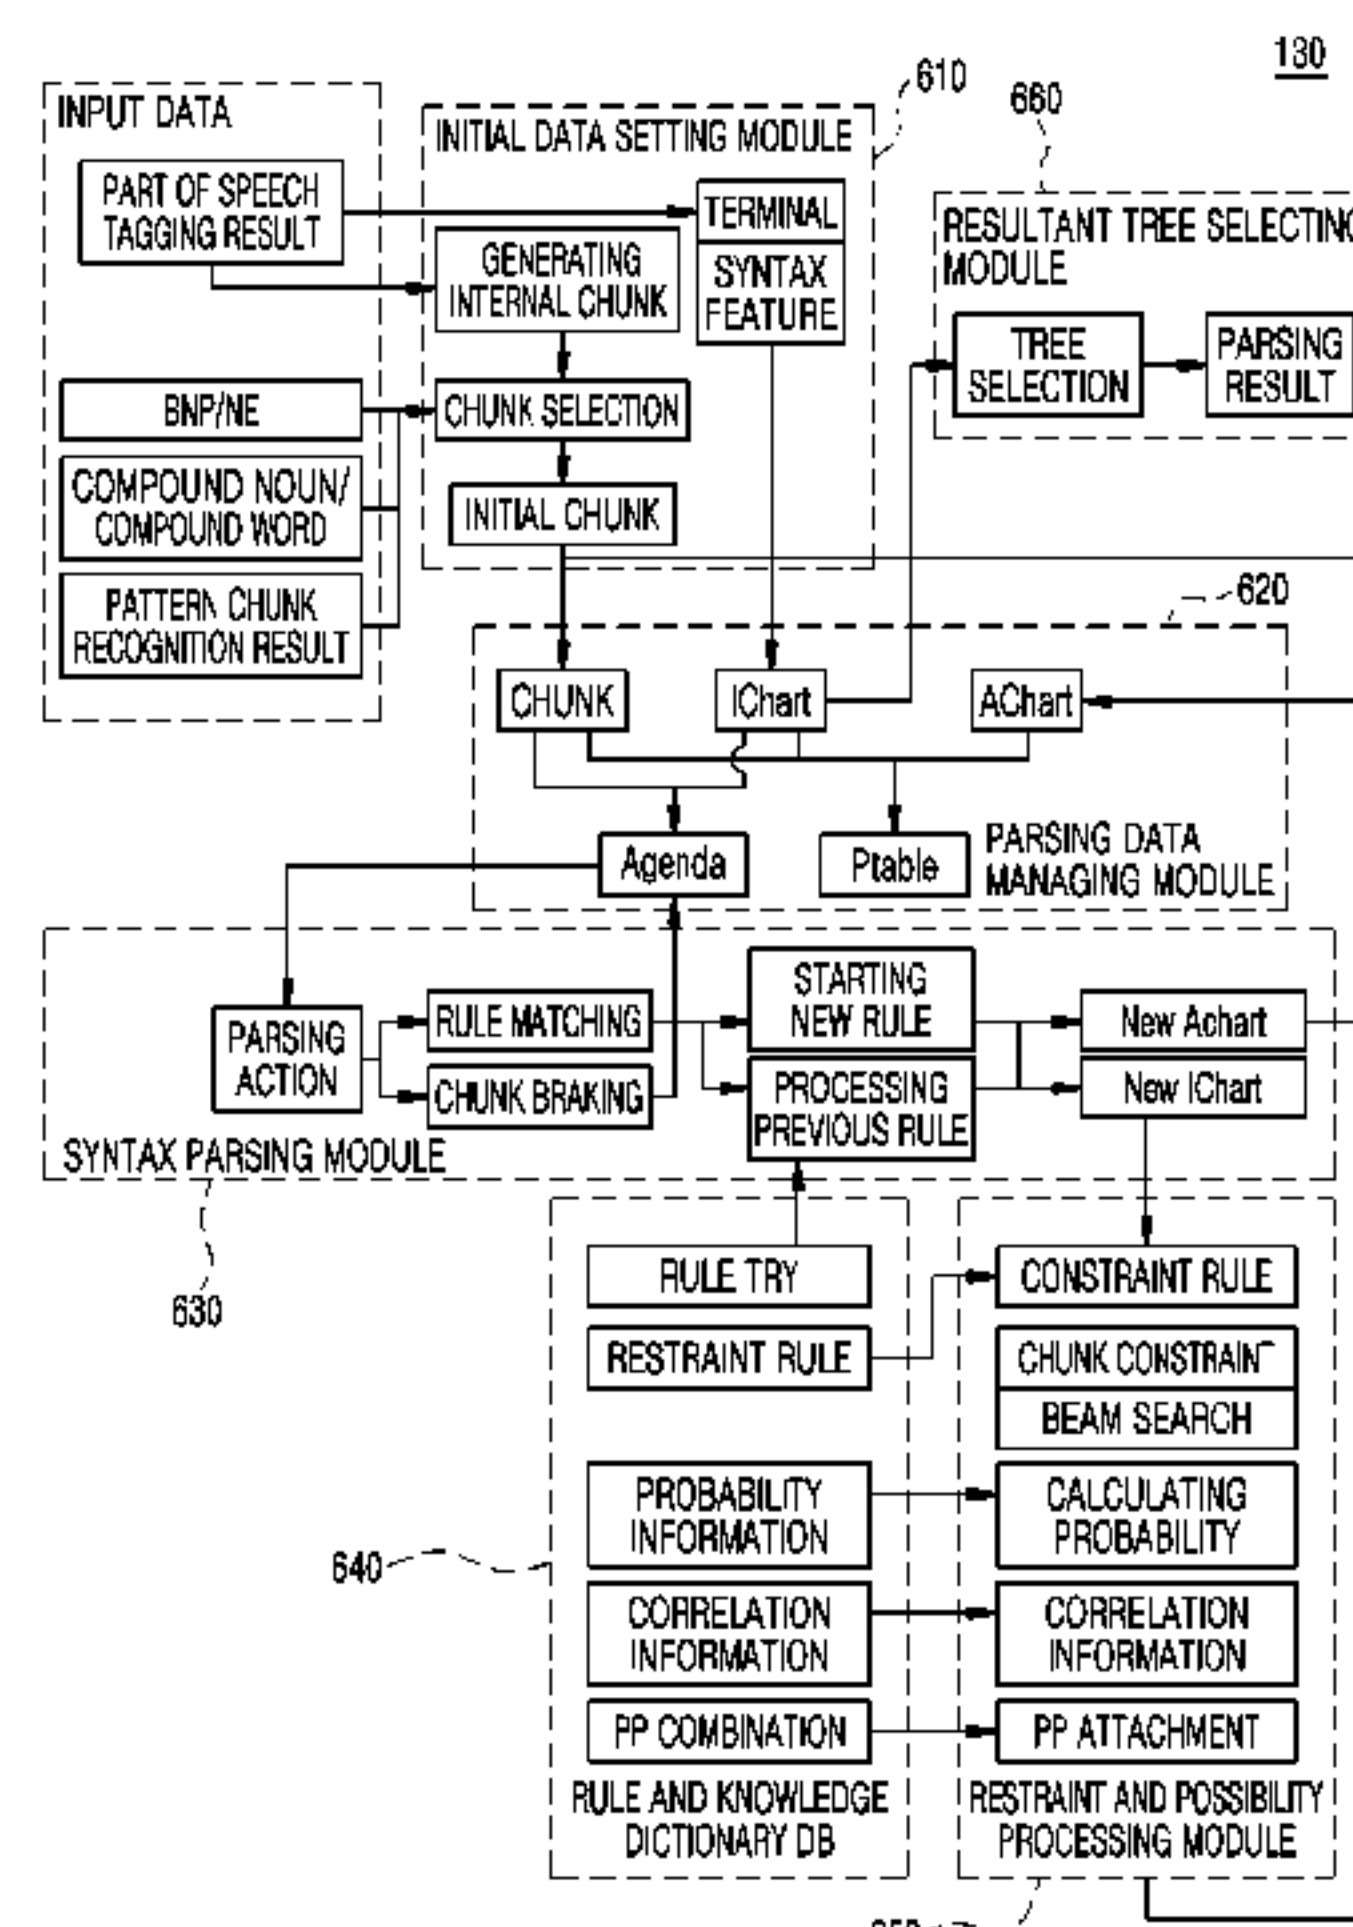 130
610
660
INPUT DATA
PART OF SPEECH
TAGGING RESULT
BNP/NE
COMPOUND NOUN/
COMPOUND WORD
PATTERN CHUNK
RECOGNITION RESULT
INITIAL DATA SETTING MODULE
TERMINAL
SYNTAX
FEATURE
GENERATING
INTERNAL CHUNK
CHUNK SELECTION
INITIAL CHUNK
RESULTANT TREE SELECTING
MODULE
TREE
SELECTION
PARSING
RESULT
620
CHUNK
IChart
AChart
Agenda
Ptable
PARSING DATA
MANAGING MODULE
PARSING
ACTION
RULE MATCHING
CHUNK BRAKING
STARTING
NEW RULE
PROCESSING
PREVIOUS RULE
New Achart
New IChart
SYNTAX PARSING MODULE
630
RULE TRY
RESTRAINT RULE
PROBABILITY
INFORMATION
CORRELATION
INFORMATION
PP COMBINATION
RULE AND KNOWLEDGE
DICTIONARY DB
640
CONSTRAINT RULE
CHUNK CONSTRAINT
BEAM SEARCH
CALCULATING
PROBABILITY
CORRELATION
INFORMATION
PP ATTACHMENT
RESTRAINT AND POSSIBILITY
PROCESSING MODULE